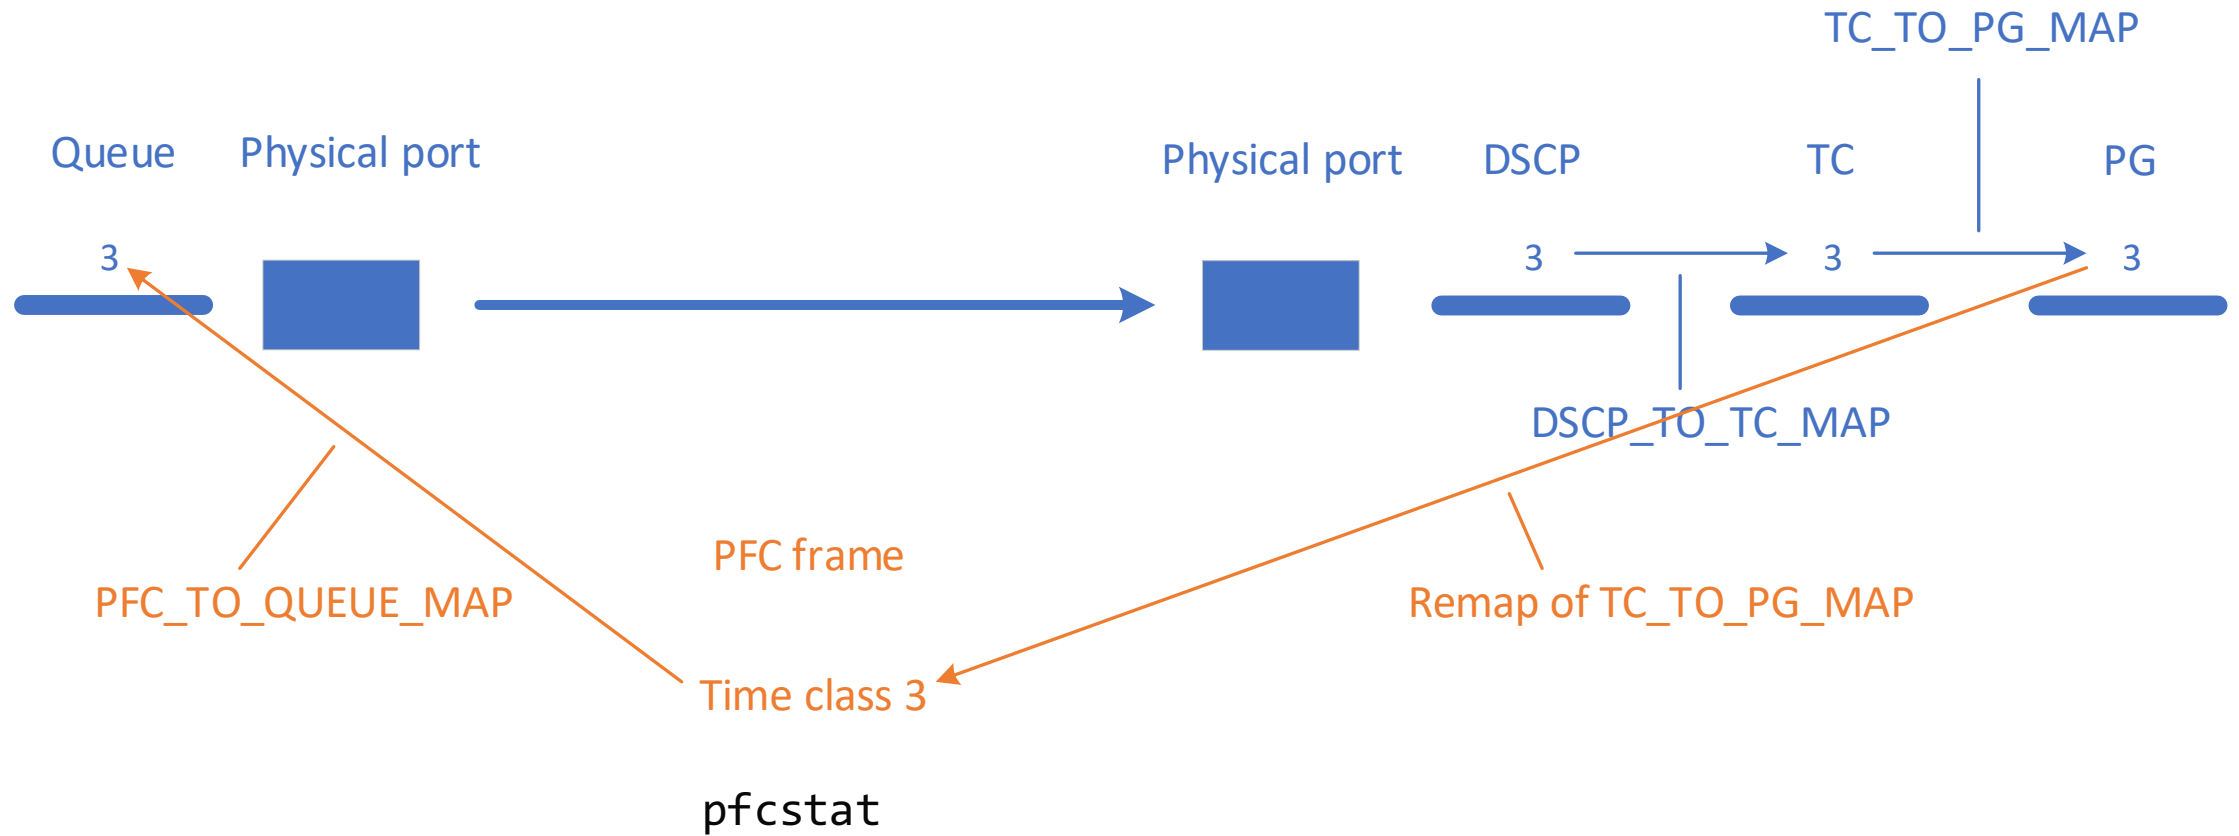 TC_TO_PG_MAP
Queue
Physical port
Physical port
DSCP
TC
PG
3
3
3
3
DSCP_TO_TC_MAP
PFC frame
PFC_TO_QUEUE_MAP
Remap of TC_TO_PG_MAP
Time class 3
pfcstat